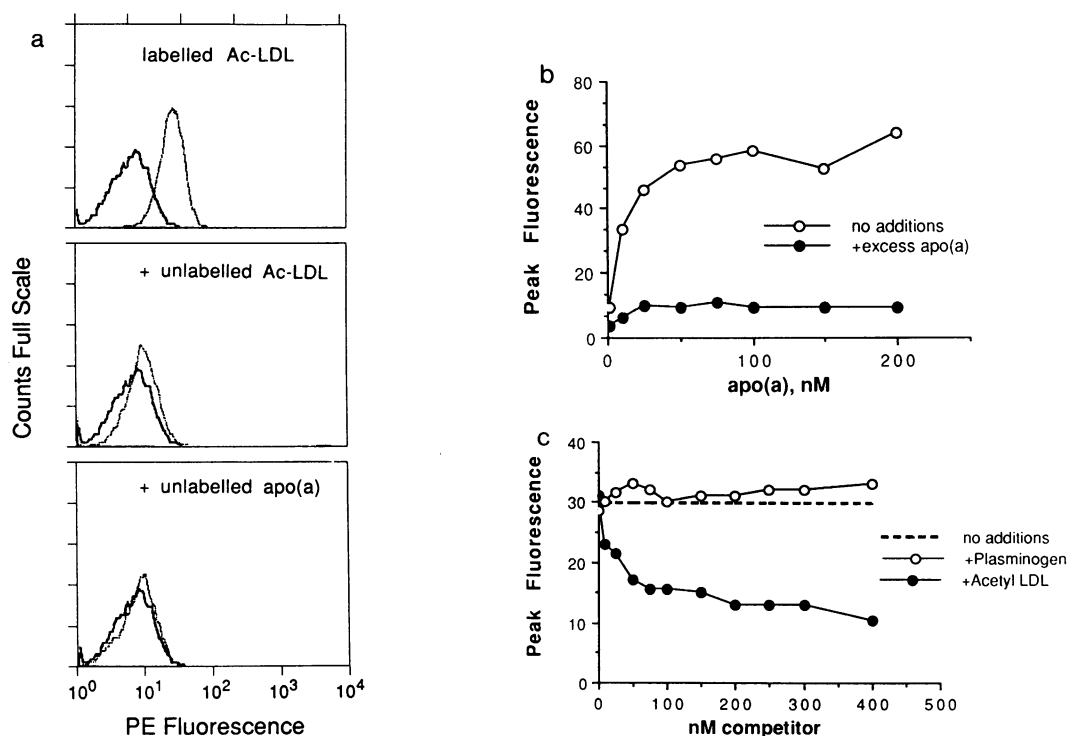 a
labelled Ac-LDL
+ unlabelled Ac-LDL
+ unlabelled apo(a)
Counts Full Scale
10⁰ 10¹ 10² 10³ 10⁴
PE Fluorescence
b
Peak Fluorescence
80
60
40
20
0
no additions
+excess apo(a)
0 100 200
apo(a), nM
c
Peak Fluorescence
40
30
20
10
0
no additions
+Plasminogen
+Acetyl LDL
0 100 200 300 400 500
nM competitor